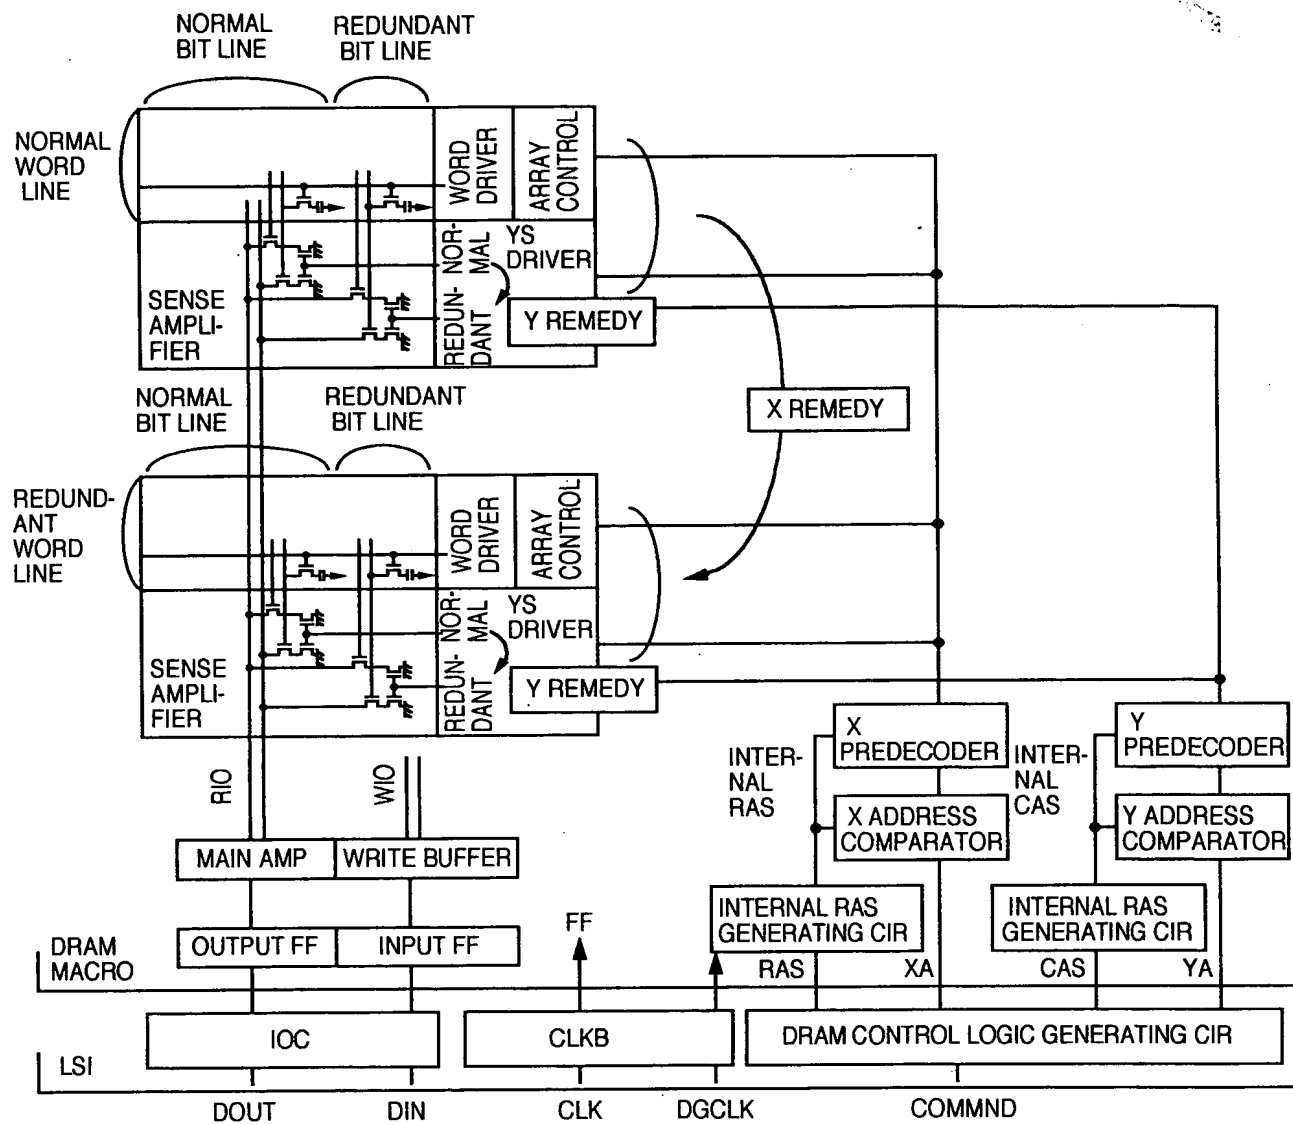 NORMAL
BIT LINE
REDUNDANT
BIT LINE
NORMAL
WORD
LINE
WORD
DRIVER
ARRAY
CONTROL
NOR-
MAL
YS
DRIVER
REDUN-
DANT
Y REMEDY
SENSE
AMPLI-
FIER
X REMEDY
NORMAL
BIT LINE
REDUNDANT
BIT LINE
REDUND-
ANT
WORD
LINE
WORD
DRIVER
ARRAY
CONTROL
NOR-
MAL
YS
DRIVER
REDUN-
DANT
Y REMEDY
SENSE
AMPLI-
FIER
RIO
WIO
INTER-
NAL
RAS
X
PREDECODER
INTER-
NAL
CAS
Y
PREDECODER
X ADDRESS
COMPARATOR
Y ADDRESS
COMPARATOR
MAIN AMP
WRITE BUFFER
INTERNAL RAS
GENERATING CIR
INTERNAL RAS
GENERATING CIR
FF
DRAM
MACRO
OUTPUT FF
INPUT FF
RAS
XA
CAS
YA
IOC
CLKB
DRAM CONTROL LOGIC GENERATING CIR
LSI
DOUT
DIN
CLK
DGCLK
COMMND